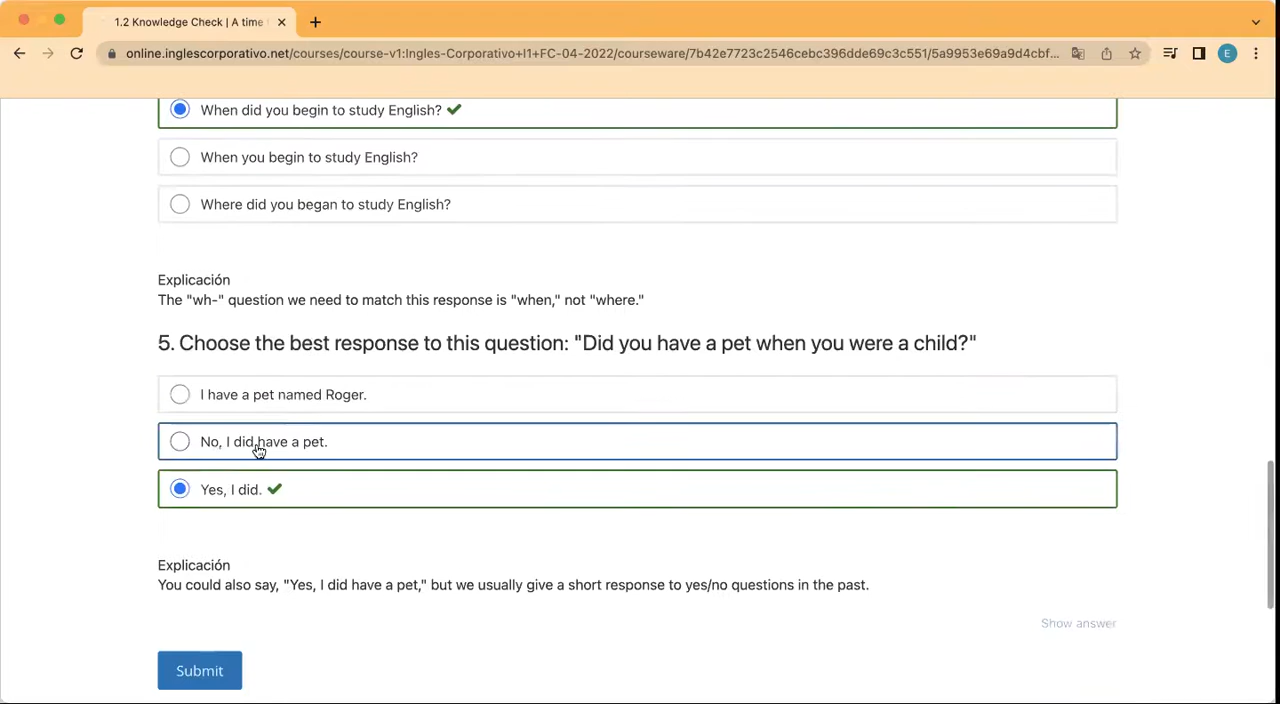 1.2 Knowledge Check | A time
online.inglescorporativo.net/courses/course-v1:Ingles-Corporativo+I1+FC-04-2022/courseware/7b42e7723c2546cebc396dde69c3c551/5a9953e69a9d4cbf...
E
When did you begin to study English?
When you begin to study English?
Where did you began to study English?
Explicación
The "wh-" question we need to match this response is "when," not "where."
5. Choose the best response to this question: "Did you have a pet when you were a child?"
I have a pet named Roger.
No, I did have a pet.
Yes, I did.
Explicación
You could also say, "Yes, I did have a pet," but we usually give a short response to yes/no questions in the past.
Show answer
Submit